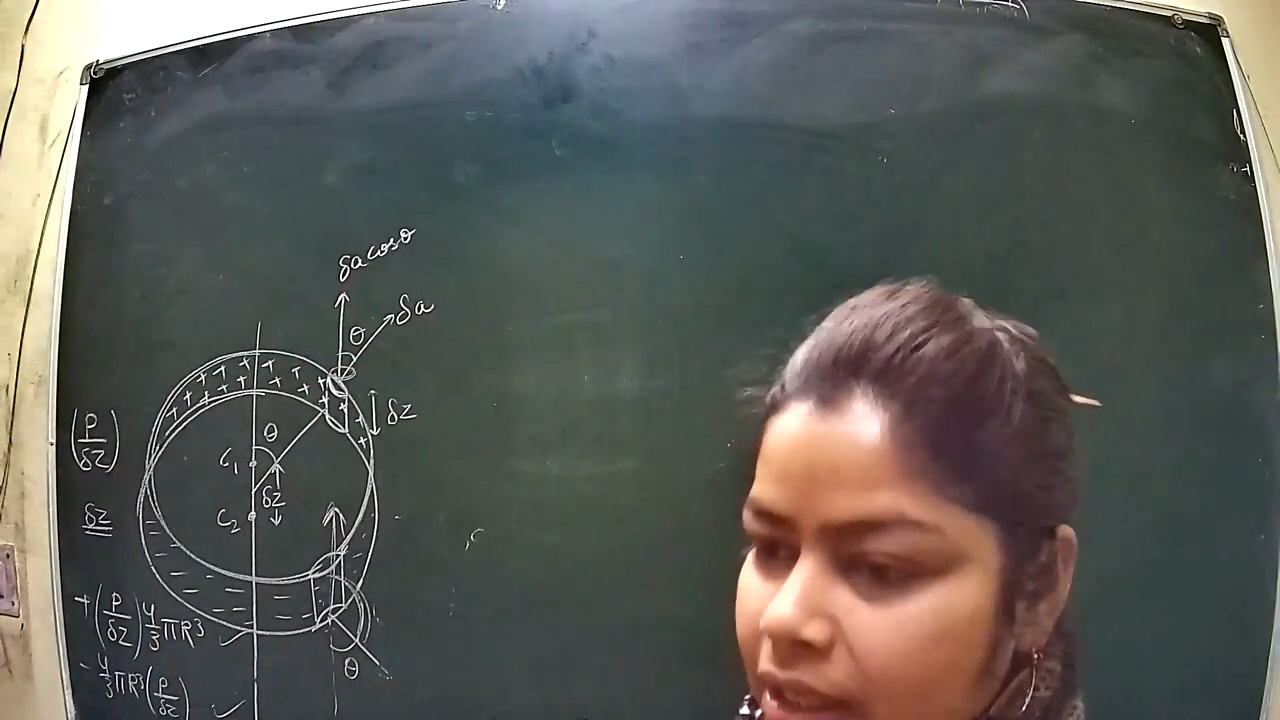 δa cosθ
θ
δa
δz
(P/δz)
θ
C₁
δz
C₂
δz
+(P/δz) 4/3 πR³
θ
- 4/3 πR³ (P/δz)